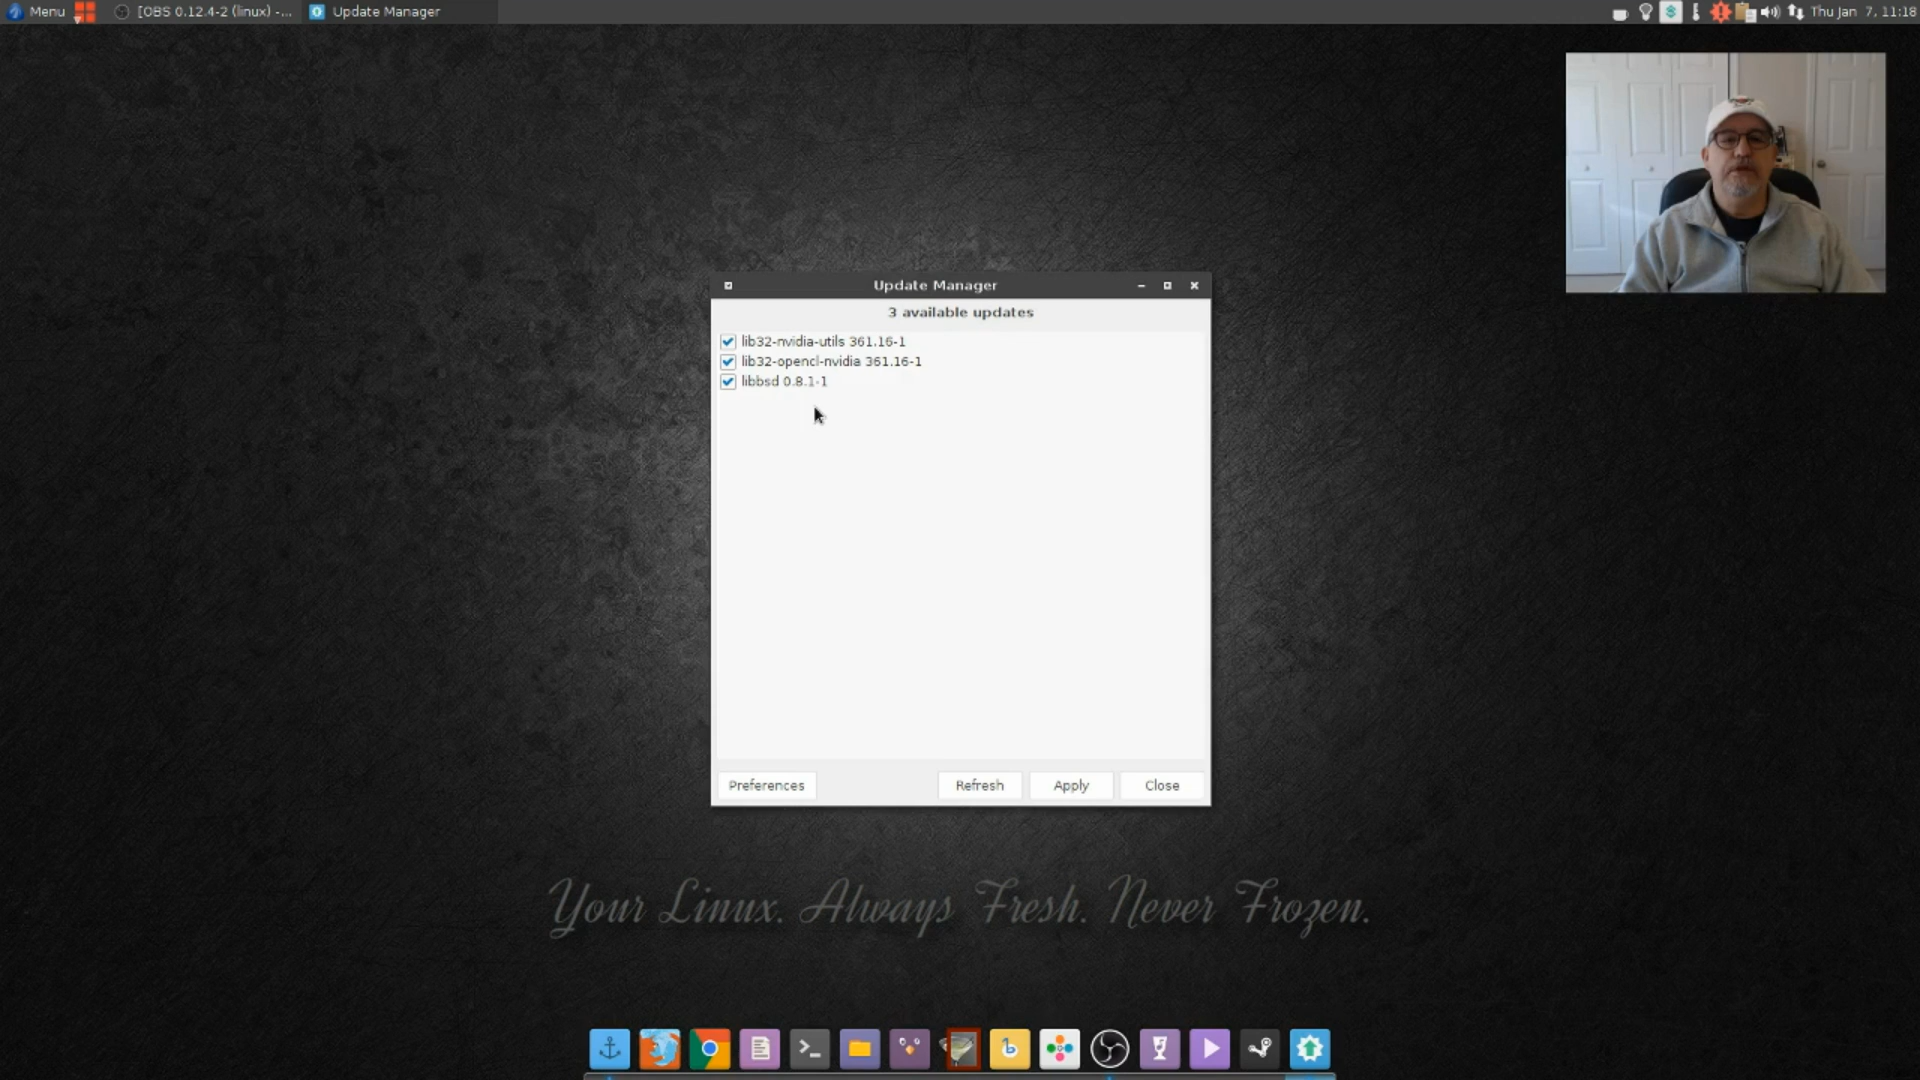 Menu
[OBS 0.12.4-2 (linux) -...
Update Manager
Thu Jan 7, 11:18
Update Manager
3 available updates
lib32-nvidia-utils 361.16-1
lib32-opencl-nvidia 361.16-1
libbsd 0.8.1-1
Preferences
Refresh
Apply
Close
Your Linux. Always Fresh. Never Frozen.